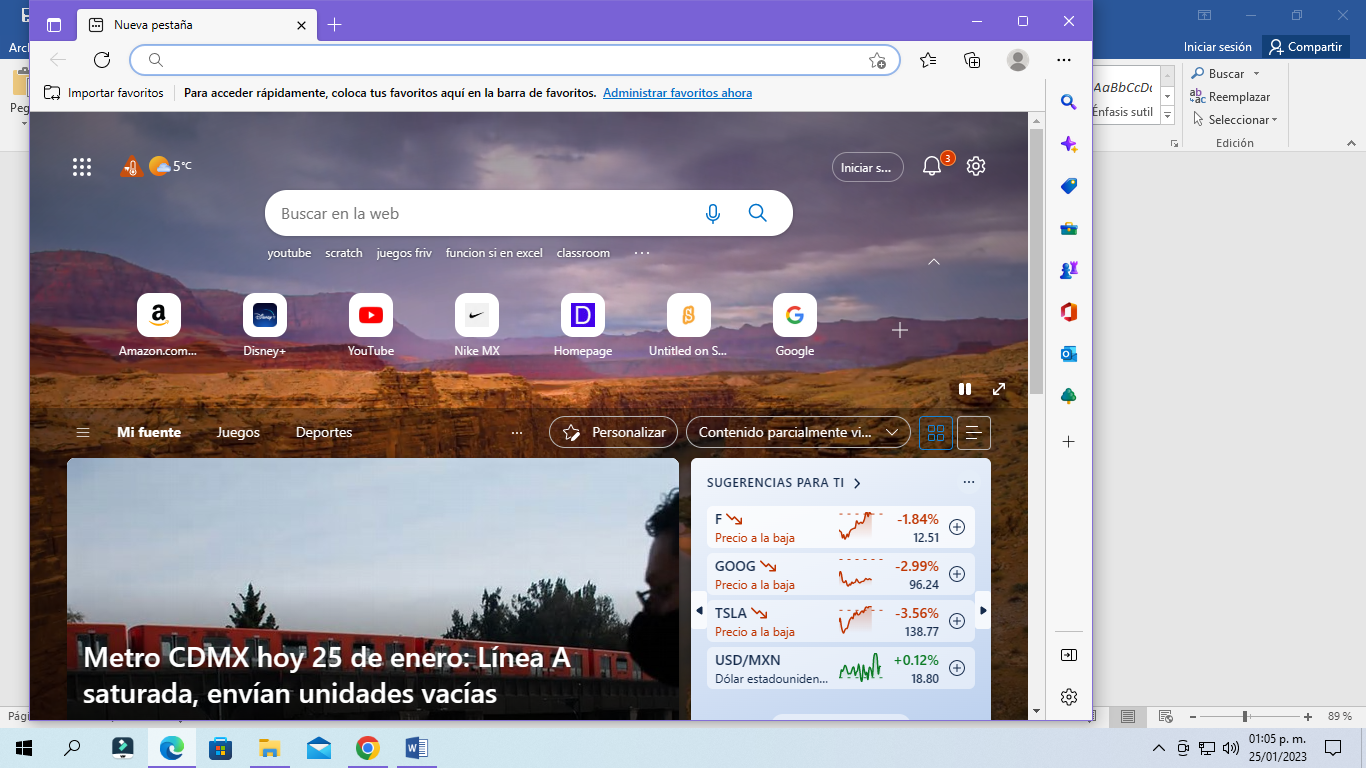 Nueva pestaña
Arc
Iniciar sesión
Compartir
Importar favoritos
Para acceder rápidamente, coloca tus favoritos aquí en la barra de favoritos.
Administrar favoritos ahora
Peg
AaBbCcDc
Énfasis sutil
Buscar
Reemplazar
Seleccionar
Edición
5°C
Iniciar s...
3
Buscar en la web
youtube
scratch
juegos friv
funcion si en excel
classroom
Amazon.com...
Disney+
YouTube
Nike MX
Homepage
Untitled on S...
Google
Mi fuente
Juegos
Deportes
Personalizar
Contenido parcialmente vi...
SUGERENCIAS PARA TI
F
-1.84%
Precio a la baja
12.51
GOOG
-2.99%
Precio a la baja
96.24
TSLA
-3.56%
Precio a la baja
138.77
USD/MXN
+0.12%
Dólar estadouniden...
18.80
Metro CDMX hoy 25 de enero: Línea A
saturada, envían unidades vacías
Pági
89 %
01:05 p. m.
25/01/2023